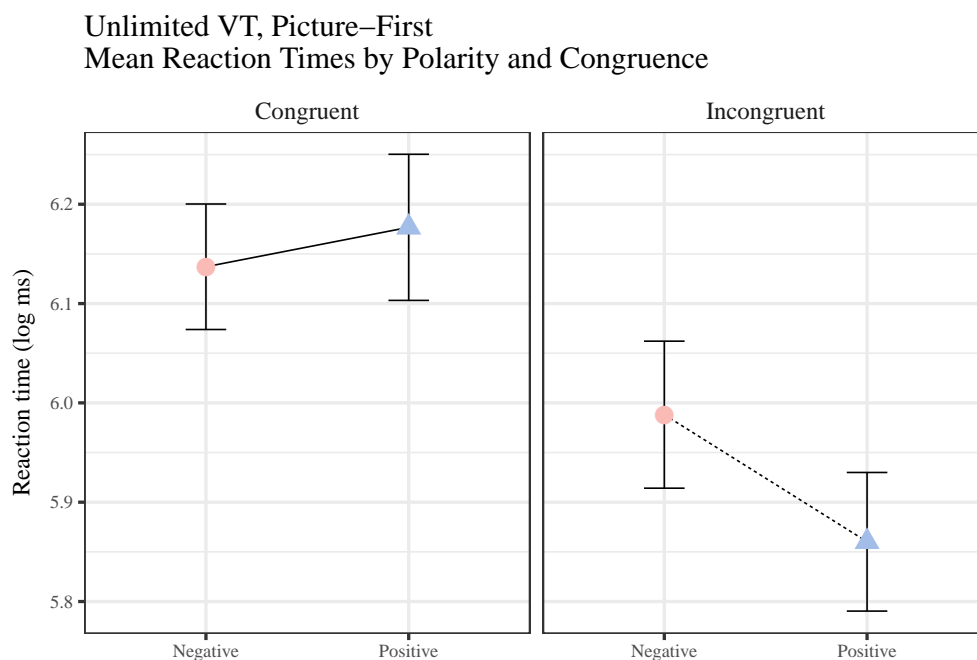 Unlimited VT, Picture−First
Mean Reaction Times by Polarity and Congruence
Congruent
Incongruent
Reaction time (log ms)
6.2
6.1
6.0
5.9
5.8
Negative
Positive
Negative
Positive